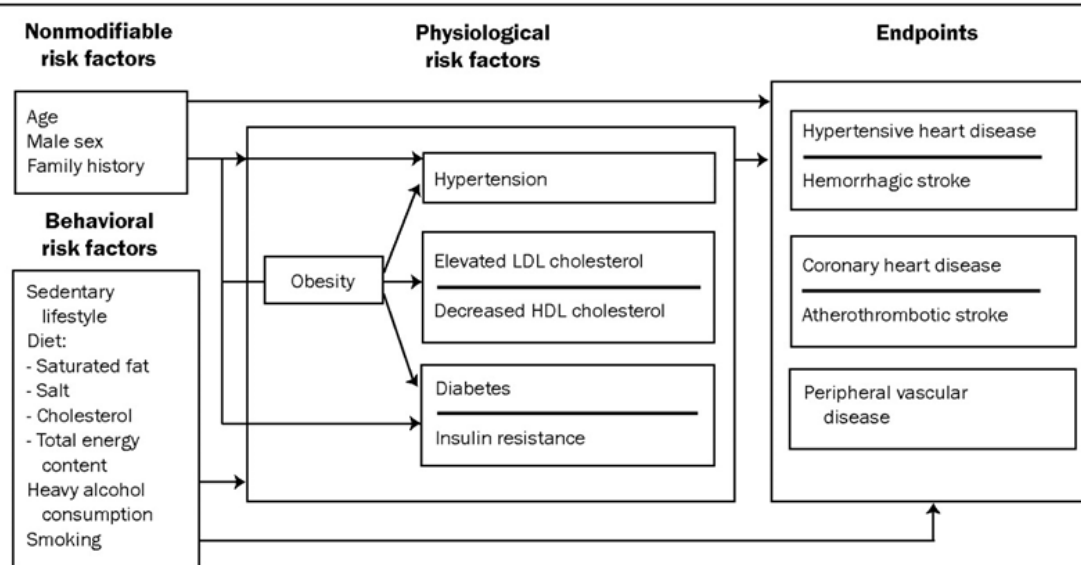 Nonmodifiable
risk factors
Age
Male sex
Family history
Behavioral
risk factors
Sedentary
lifestyle
Diet:
- Saturated fat
- Salt
- Cholesterol
- Total energy
content
Heavy alcohol
consumption
Smoking
Physiological
risk factors
Obesity
Hypertension
Elevated LDL cholesterol
Decreased HDL cholesterol
Diabetes
Insulin resistance
Endpoints
Hypertensive heart disease
Hemorrhagic stroke
Coronary heart disease
Atherothrombotic stroke
Peripheral vascular
disease